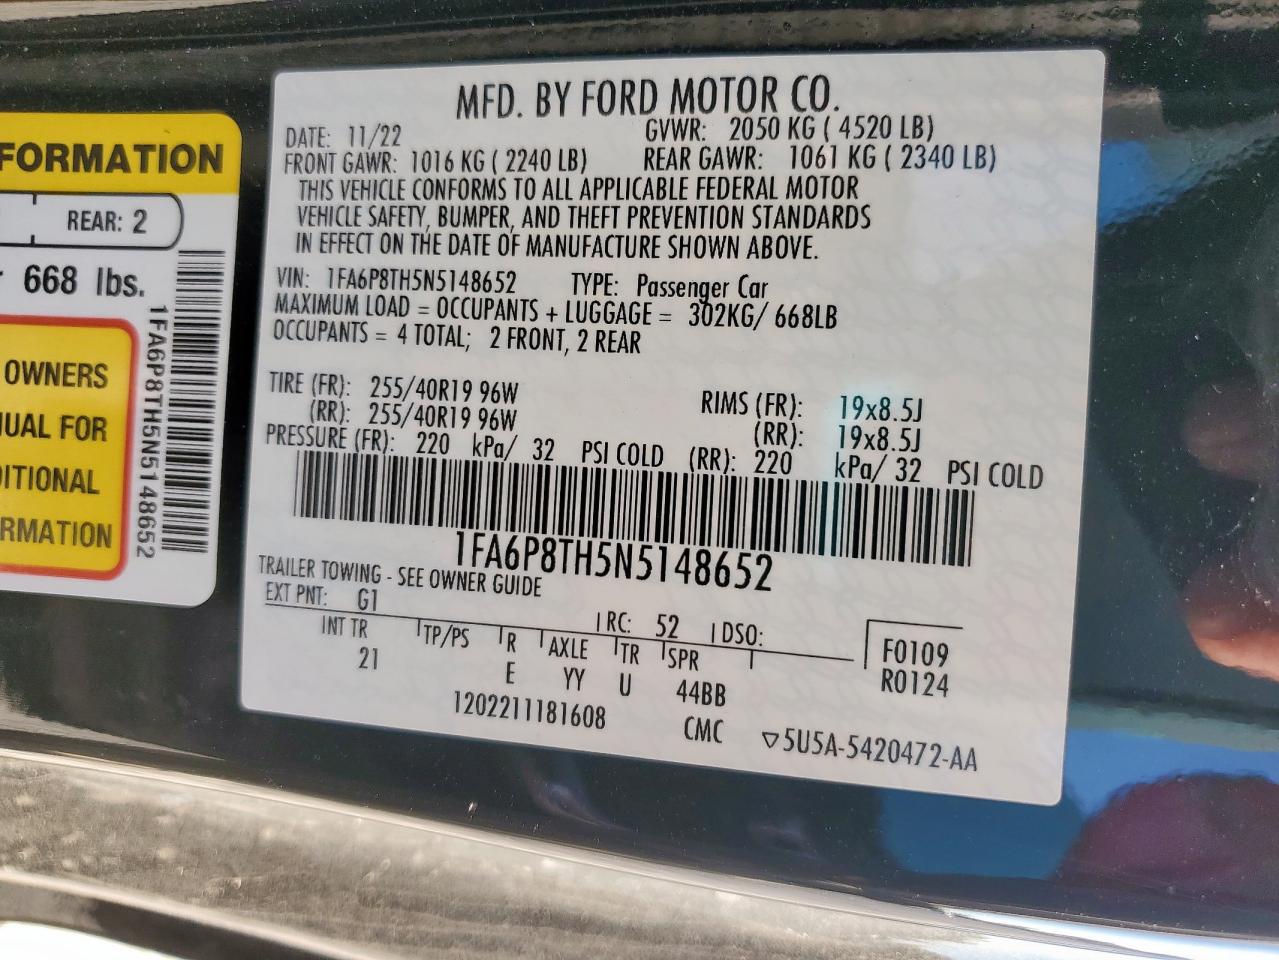 FORMATION
REAR: 2
668 lbs.
OWNERS
UAL FOR
DITIONAL
RMATION
1FA6P8TH5N5148652
MFD. BY FORD MOTOR CO.
DATE: 11/22 GVWR: 2050 KG ( 4520 LB)
FRONT GAWR: 1016 KG ( 2240 LB) REAR GAWR: 1061 KG ( 2340 LB)
THIS VEHICLE CONFORMS TO ALL APPLICABLE FEDERAL MOTOR
VEHICLE SAFETY, BUMPER, AND THEFT PREVENTION STANDARDS
IN EFFECT ON THE DATE OF MANUFACTURE SHOWN ABOVE.
VIN: 1FA6P8TH5N5148652 TYPE: Passenger Car
MAXIMUM LOAD = OCCUPANTS + LUGGAGE = 302KG/ 668LB
OCCUPANTS = 4 TOTAL; 2 FRONT, 2 REAR
TIRE (FR): 255/40R19 96W RIMS (FR): 19x8.5J
(RR): 255/40R19 96W (RR): 19x8.5J
PRESSURE (FR): 220 kPa/ 32 PSI COLD (RR): 220 kPa/ 32 PSI COLD
1FA6P8TH5N5148652
TRAILER TOWING - SEE OWNER GUIDE
EXT PNT: G1 RC: 52 DSO:
INT TR TP/PS R AXLE TR SPR F0109
21 E YY U 44BB R0124
1202211181608 CMC ▽5U5A-5420472-AA